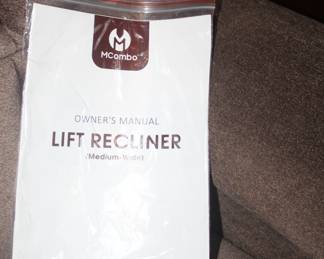 MCombo
OWNER'S MANUAL
LIFT RECLINER
(Medium-Wide)